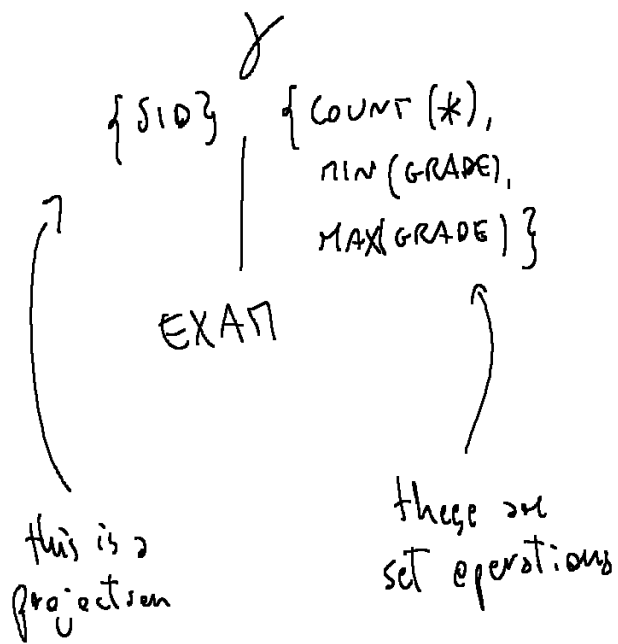 γ
{SID} {COUNT (*),
MIN (GRADE),
MAX(GRADE) }
EXAM
this is a
projection
these are
set operations